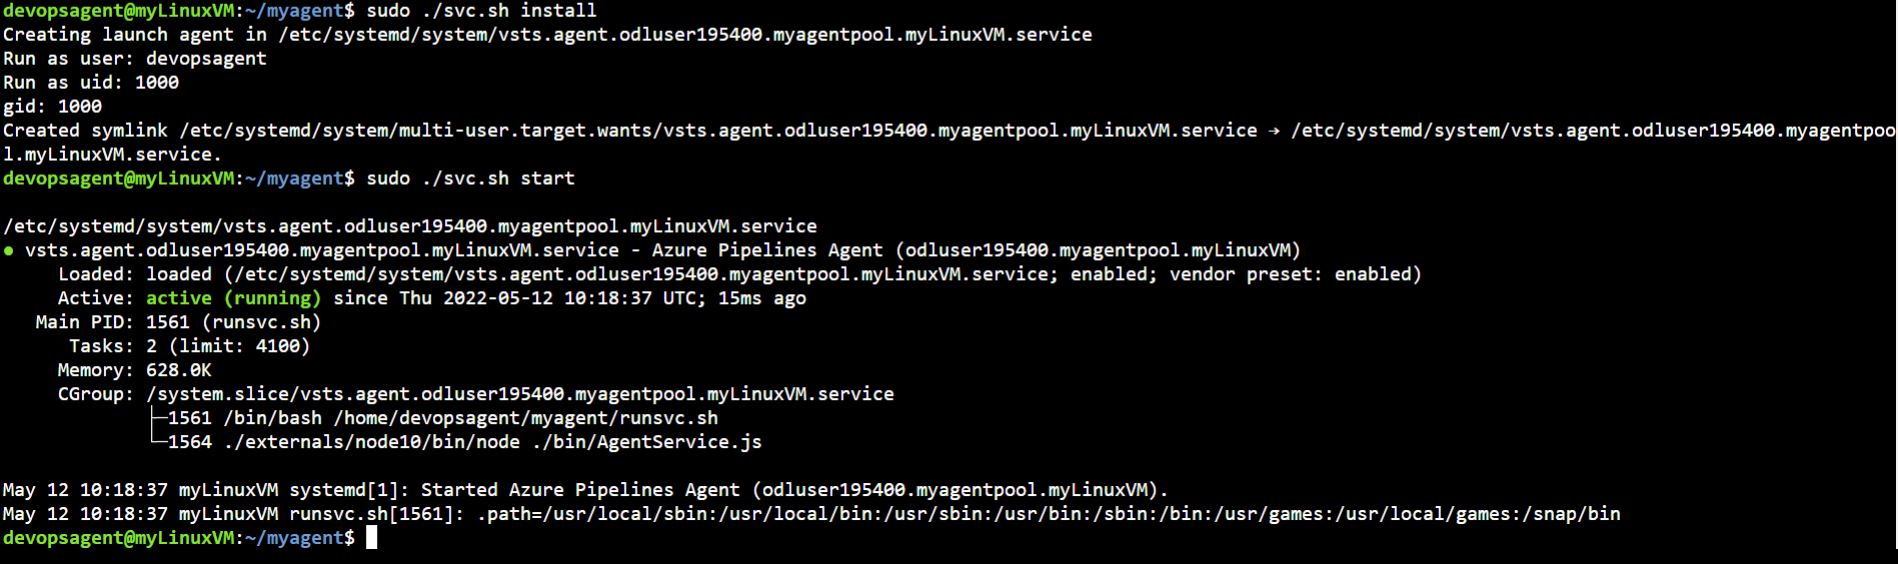 devopsagent@myLinuxVM:~/myagent$ sudo ./svc.sh install
Creating launch agent in /etc/systemd/system/vsts.agent.odluser195400.myagentpool.myLinuxVM.service
Run as user: devopsagent
Run as uid: 1000
gid: 1000
Created symlink /etc/systemd/system/multi-user.target.wants/vsts.agent.odluser195400.myagentpool.myLinuxVM.service → /etc/systemd/system/vsts.agent.odluser195400.myagentpoo
l.myLinuxVM.service.
devopsagent@myLinuxVM:~/myagent$ sudo ./svc.sh start
/etc/systemd/system/vsts.agent.odluser195400.myagentpool.myLinuxVM.service
● vsts.agent.odluser195400.myagentpool.myLinuxVM.service - Azure Pipelines Agent (odluser195400.myagentpool.myLinuxVM)
Loaded: loaded (/etc/systemd/system/vsts.agent.odluser195400.myagentpool.myLinuxVM.service; enabled; vendor preset: enabled)
Active: active (running) since Thu 2022-05-12 10:18:37 UTC; 15ms ago
Main PID: 1561 (runsvc.sh)
Tasks: 2 (limit: 4100)
Memory: 628.0K
CGroup: /system.slice/vsts.agent.odluser195400.myagentpool.myLinuxVM.service
├─1561 /bin/bash /home/devopsagent/myagent/runsvc.sh
└─1564 ./externals/node10/bin/node ./bin/AgentService.js
May 12 10:18:37 myLinuxVM systemd[1]: Started Azure Pipelines Agent (odluser195400.myagentpool.myLinuxVM).
May 12 10:18:37 myLinuxVM runsvc.sh[1561]: .path=/usr/local/sbin:/usr/local/bin:/usr/sbin:/usr/bin:/sbin:/bin:/usr/games:/usr/local/games:/snap/bin
devopsagent@myLinuxVM:~/myagent$